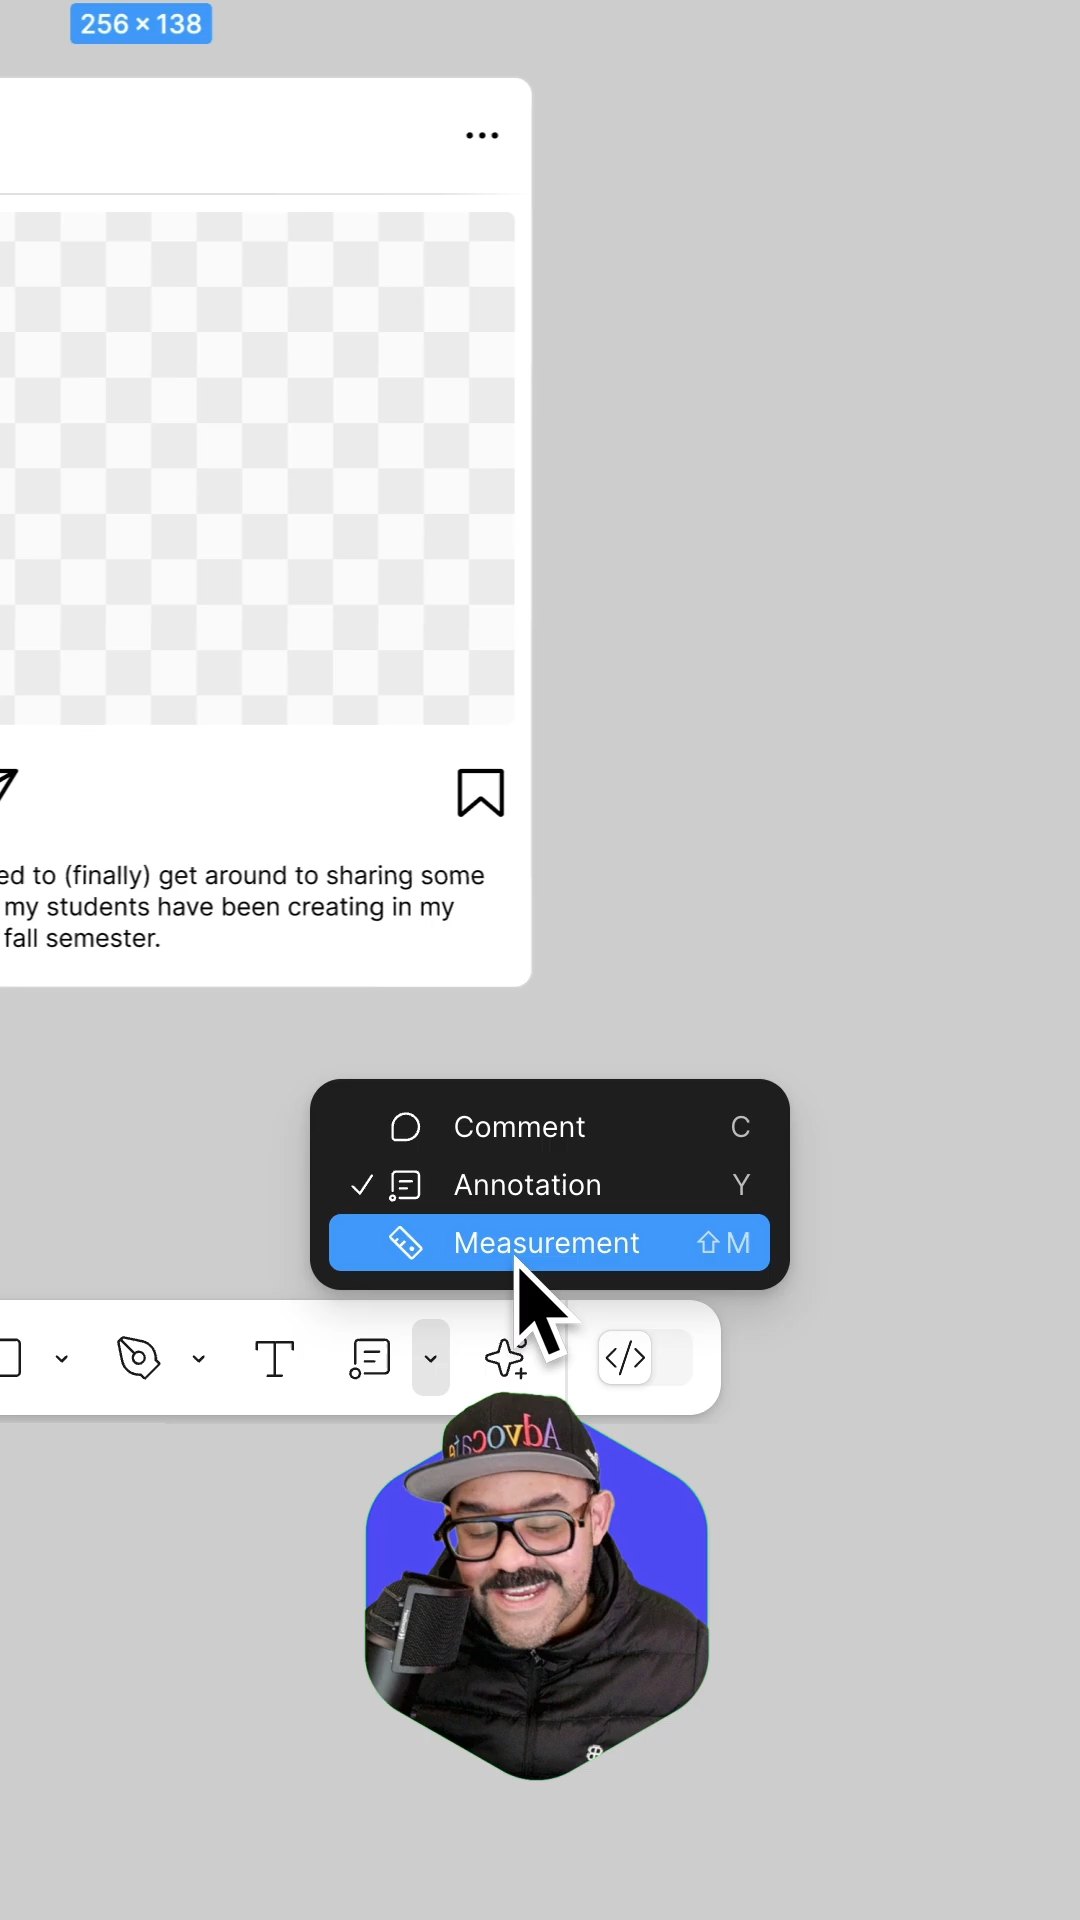 256 × 138
ed to (finally) get around to sharing some
my students have been creating in my
fall semester.
Comment C
Annotation Y
Measurement ⇧ M
T
</>
Advocate